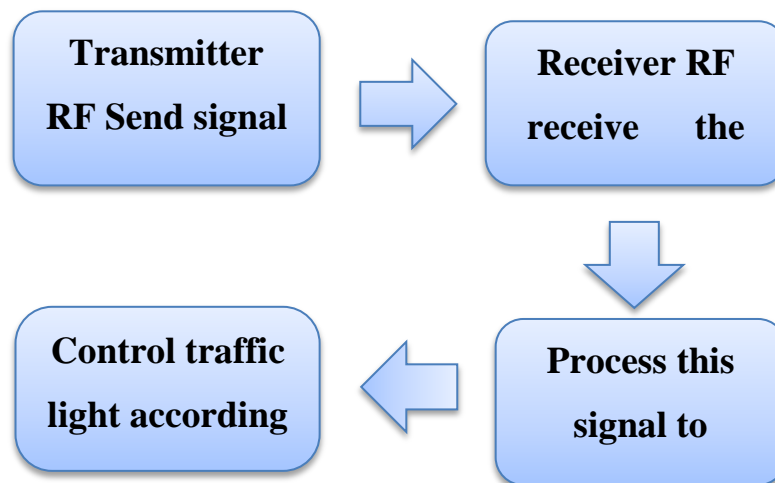 Transmitter
RF Send signal
Receiver RF
receive the
Process this
signal to
Control traffic
light according